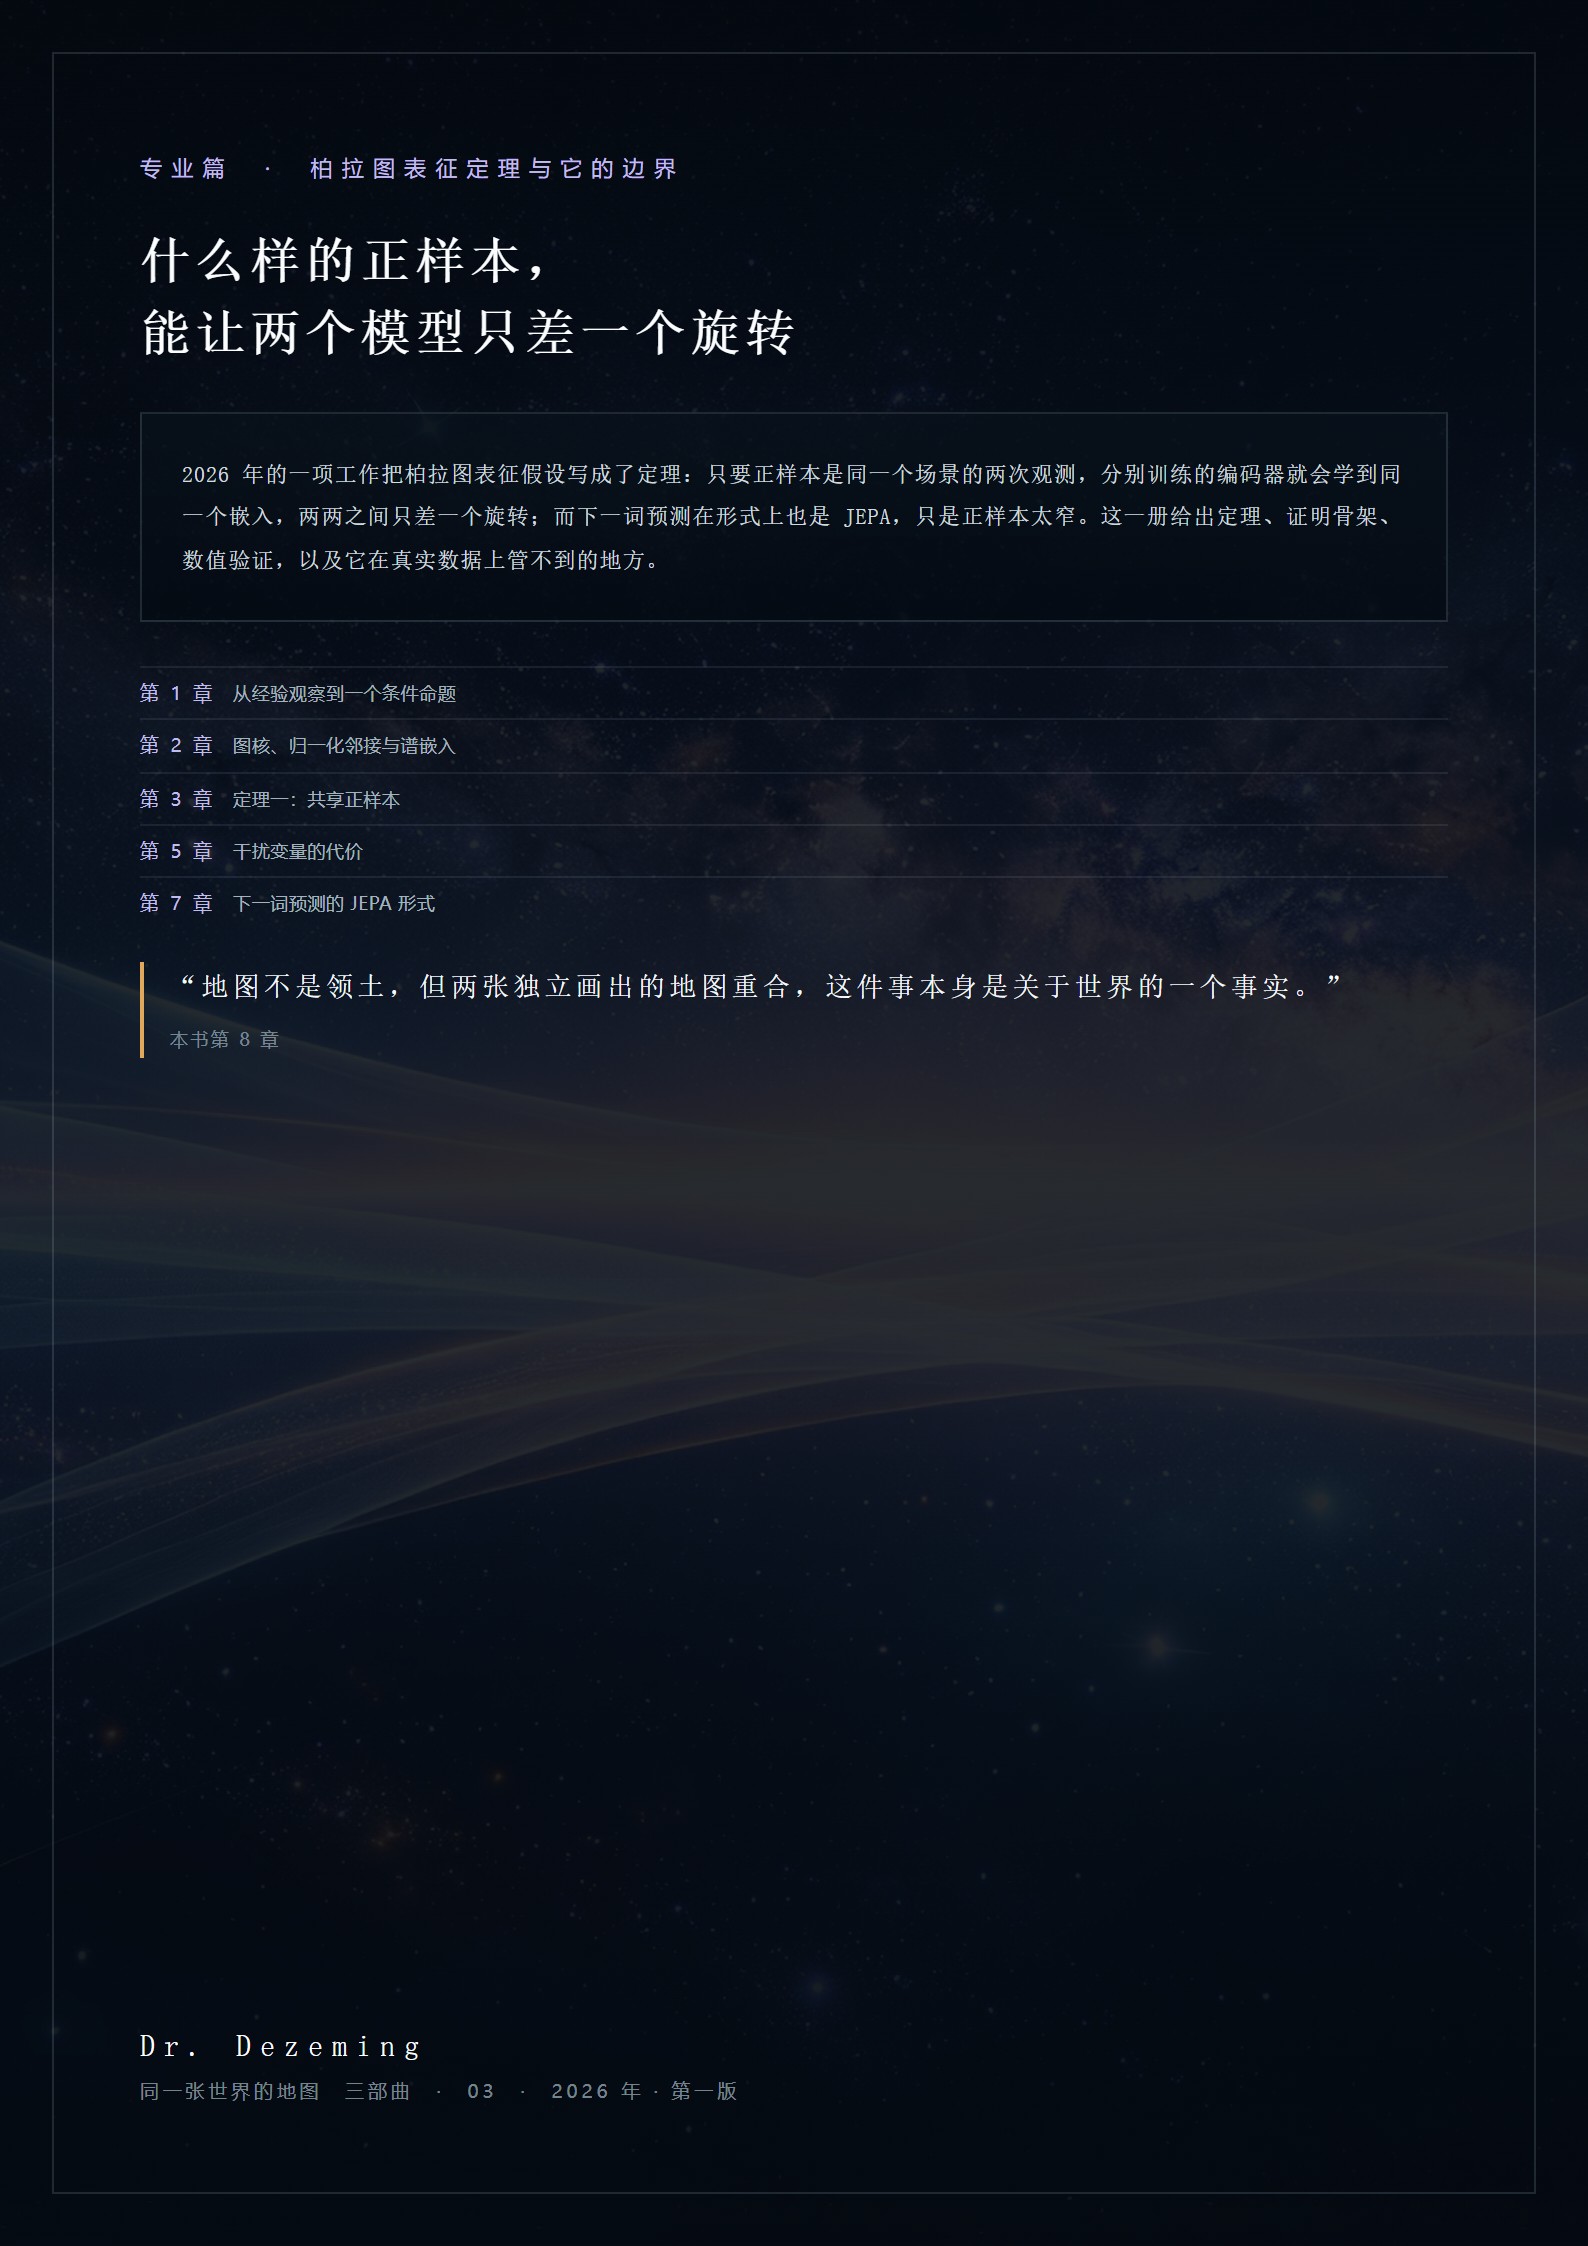 专业篇 · 柏拉图表征定理与它的边界
什么样的正样本，
能让两个模型只差一个旋转
2026 年的一项工作把柏拉图表征假设写成了定理：只要正样本是同一个场景的两次观测，分别训练的编码器就会学到同
一个嵌入，两两之间只差一个旋转；而下一词预测在形式上也是 JEPA，只是正样本太窄。这一册给出定理、证明骨架、
数值验证，以及它在真实数据上管不到的地方。
第 1 章 从经验观察到一个条件命题
第 2 章 图核、归一化邻接与谱嵌入
第 3 章 定理一：共享正样本
第 5 章 干扰变量的代价
第 7 章 下一词预测的 JEPA 形式
“地图不是领土，但两张独立画出的地图重合，这件事本身是关于世界的一个事实。”
本书第 8 章
Dr. Dezeming
同一张世界的地图 三部曲 · 03 · 2026 年 · 第一版